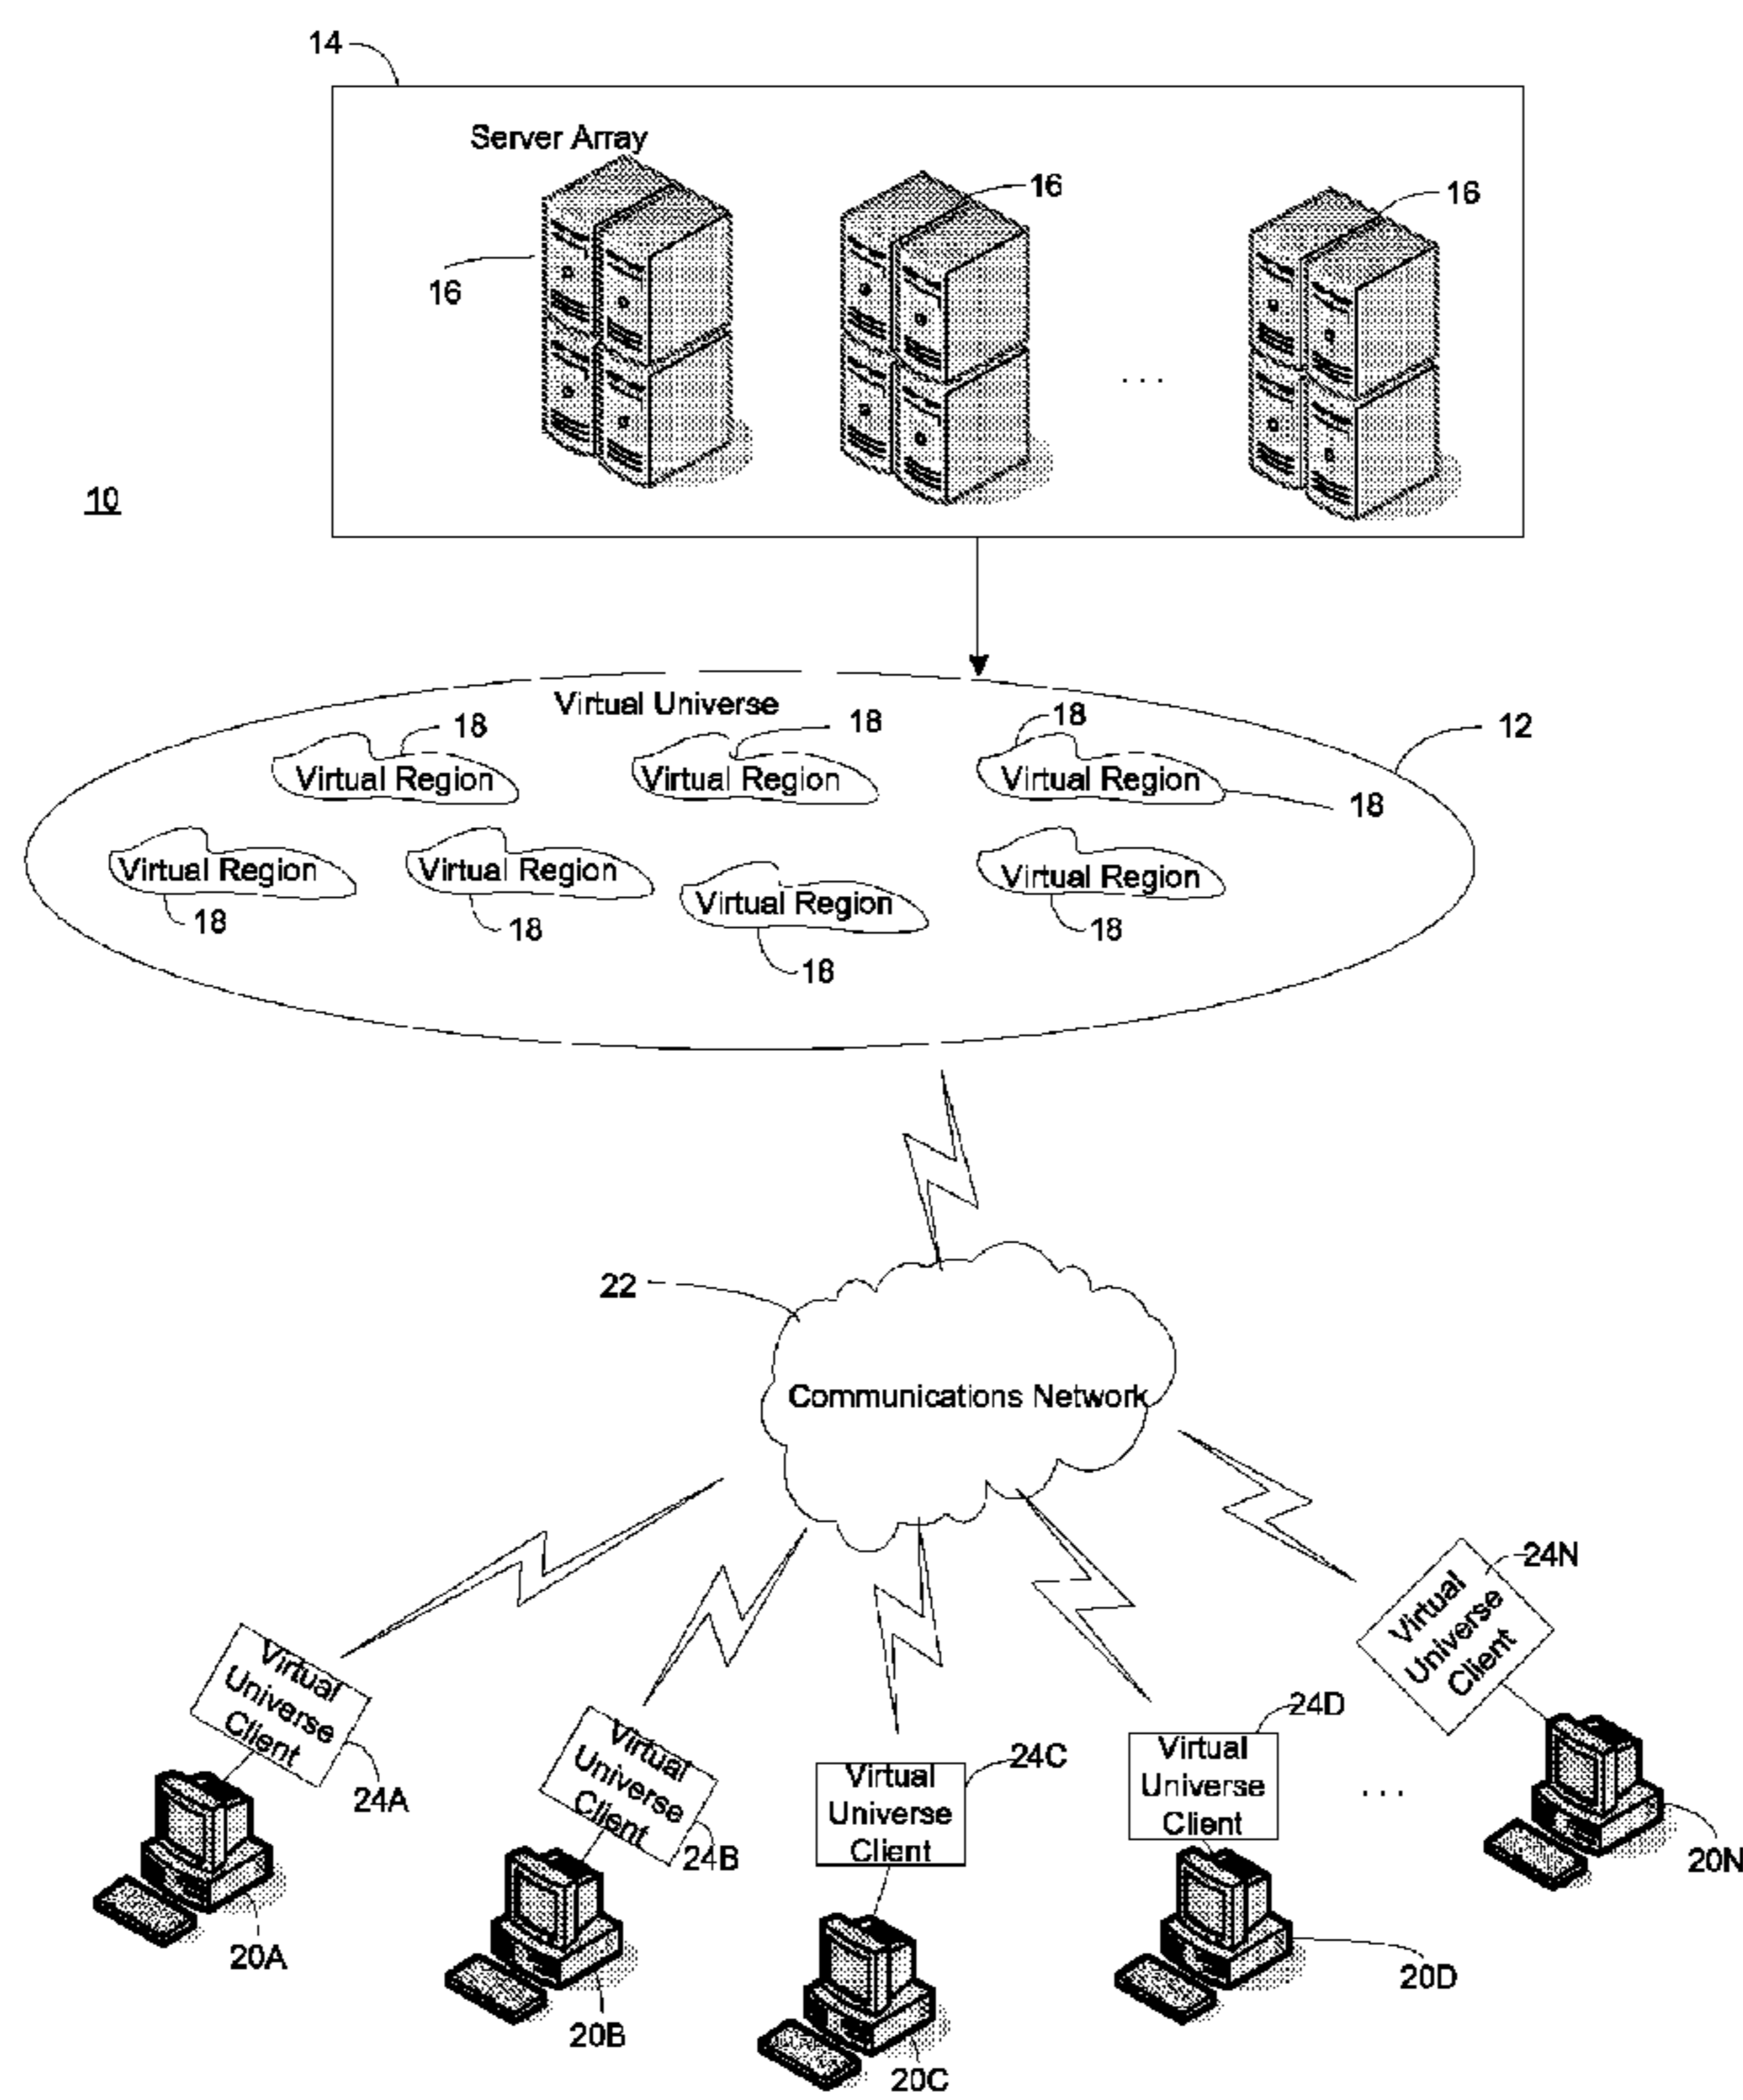 14
Server Array
16
16
16
10
Virtual Universe
12
18
18
18
Virtual Region
Virtual Region
Virtual Region
18
Virtual Region
Virtual Region
Virtual Region
Virtual Region
18
18
18
18
22
Communications Network
24N
Virtual
Universe
Client
Virtual
Universe
Client
24A
Virtual
Universe
Client
24B
24C
Virtual
Universe
Client
24D
Virtual
Universe
Client
. . .
. . .
20N
20A
20B
20C
20D